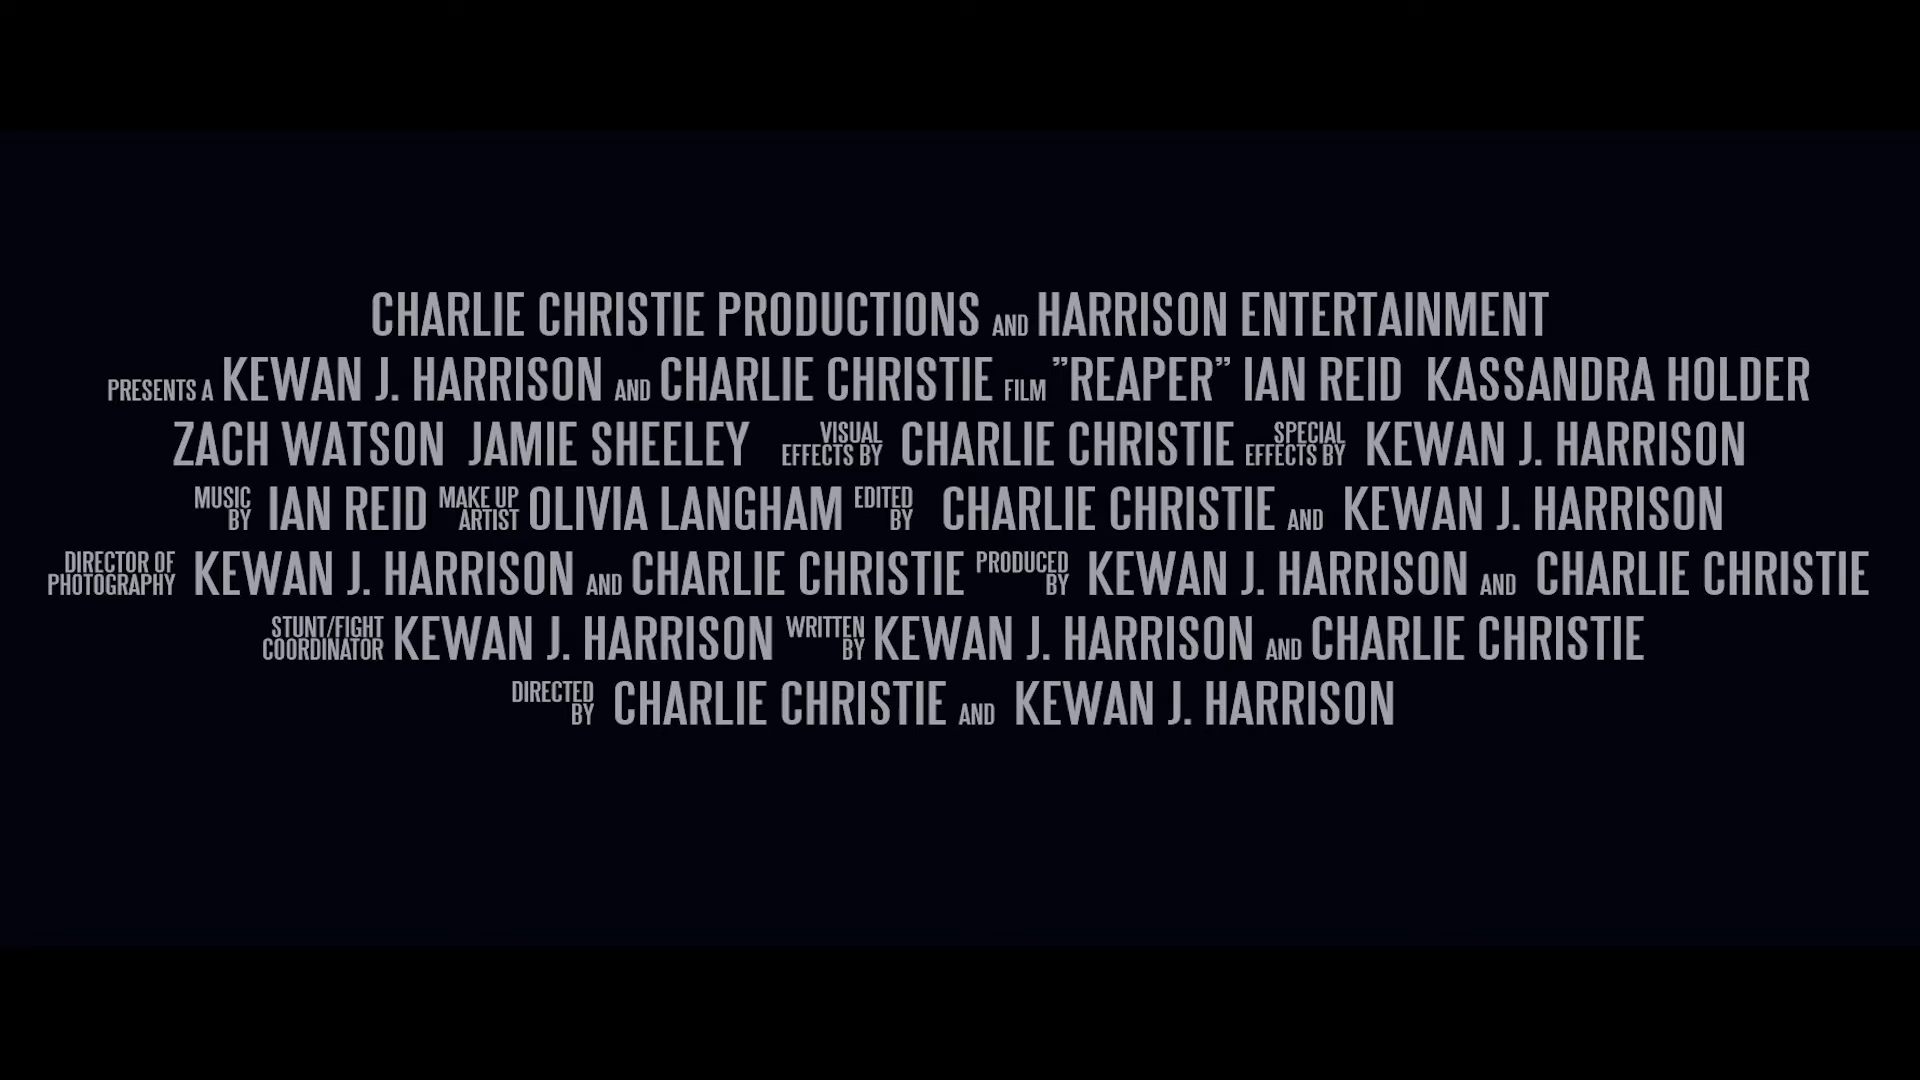 CHARLIE CHRISTIE PRODUCTIONS AND HARRISON ENTERTAINMENT
PRESENTS A KEWAN J. HARRISON AND CHARLIE CHRISTIE FILM ”REAPER” IAN REID KASSANDRA HOLDER
ZACH WATSON JAMIE SHEELEY VISUAL EFFECTS BY CHARLIE CHRISTIE SPECIAL EFFECTS BY KEWAN J. HARRISON
MUSIC BY IAN REID MAKE UP ARTIST OLIVIA LANGHAM EDITED BY CHARLIE CHRISTIE AND KEWAN J. HARRISON
DIRECTOR OF PHOTOGRAPHY KEWAN J. HARRISON AND CHARLIE CHRISTIE PRODUCED BY KEWAN J. HARRISON AND CHARLIE CHRISTIE
STUNT/FIGHT COORDINATOR KEWAN J. HARRISON WRITTEN BY KEWAN J. HARRISON AND CHARLIE CHRISTIE
DIRECTED BY CHARLIE CHRISTIE AND KEWAN J. HARRISON